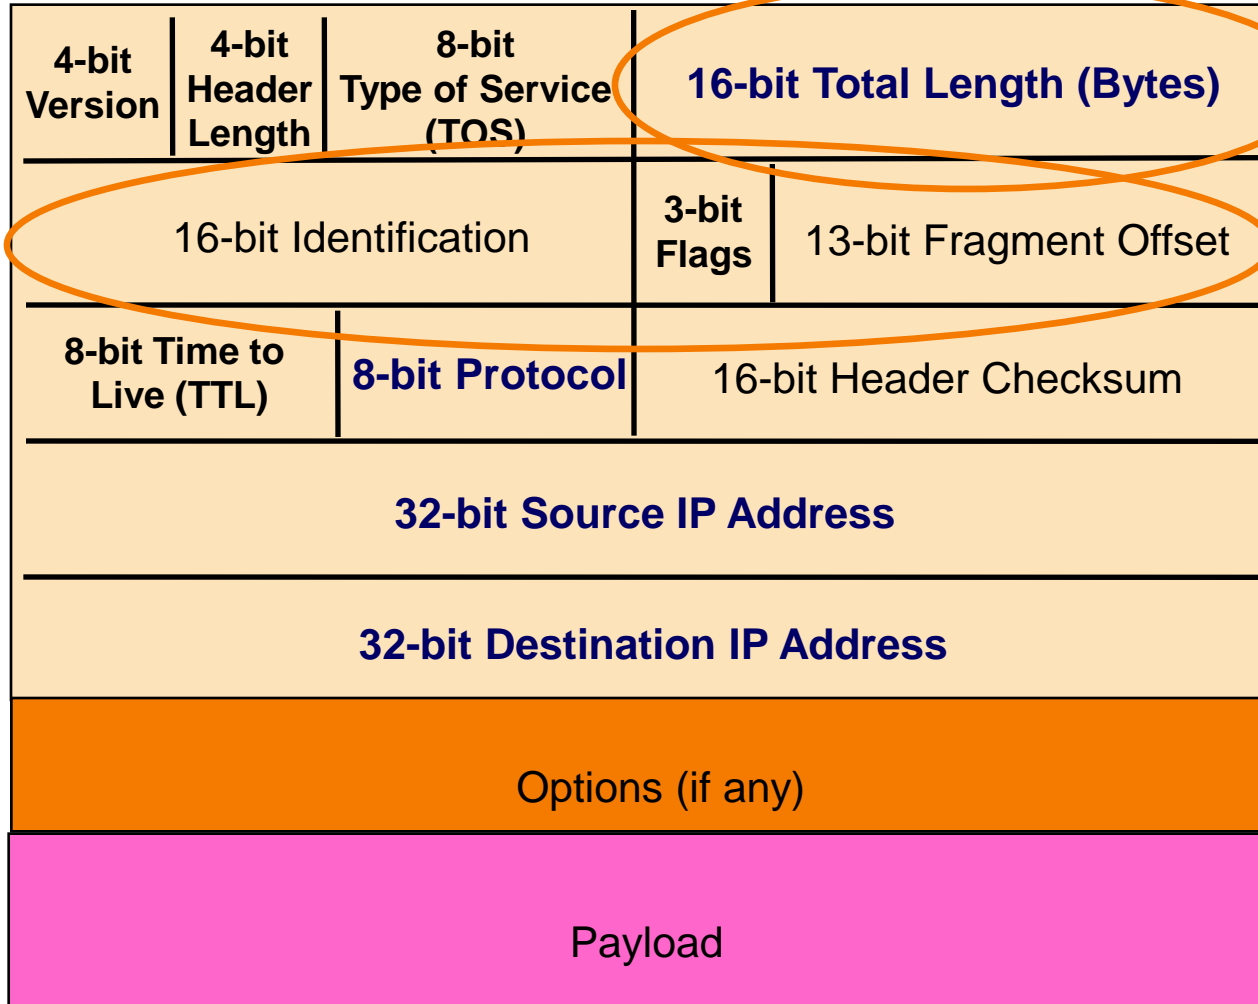 4-bit
Version
4-bit
Header
Length
8-bit
Type of Service
(TOS)
16-bit Total Length (Bytes)
16-bit Identification
3-bit
Flags
13-bit Fragment Offset
8-bit Time to
Live (TTL)
8-bit Protocol
16-bit Header Checksum
32-bit Source IP Address
32-bit Destination IP Address
Options (if any)
Payload